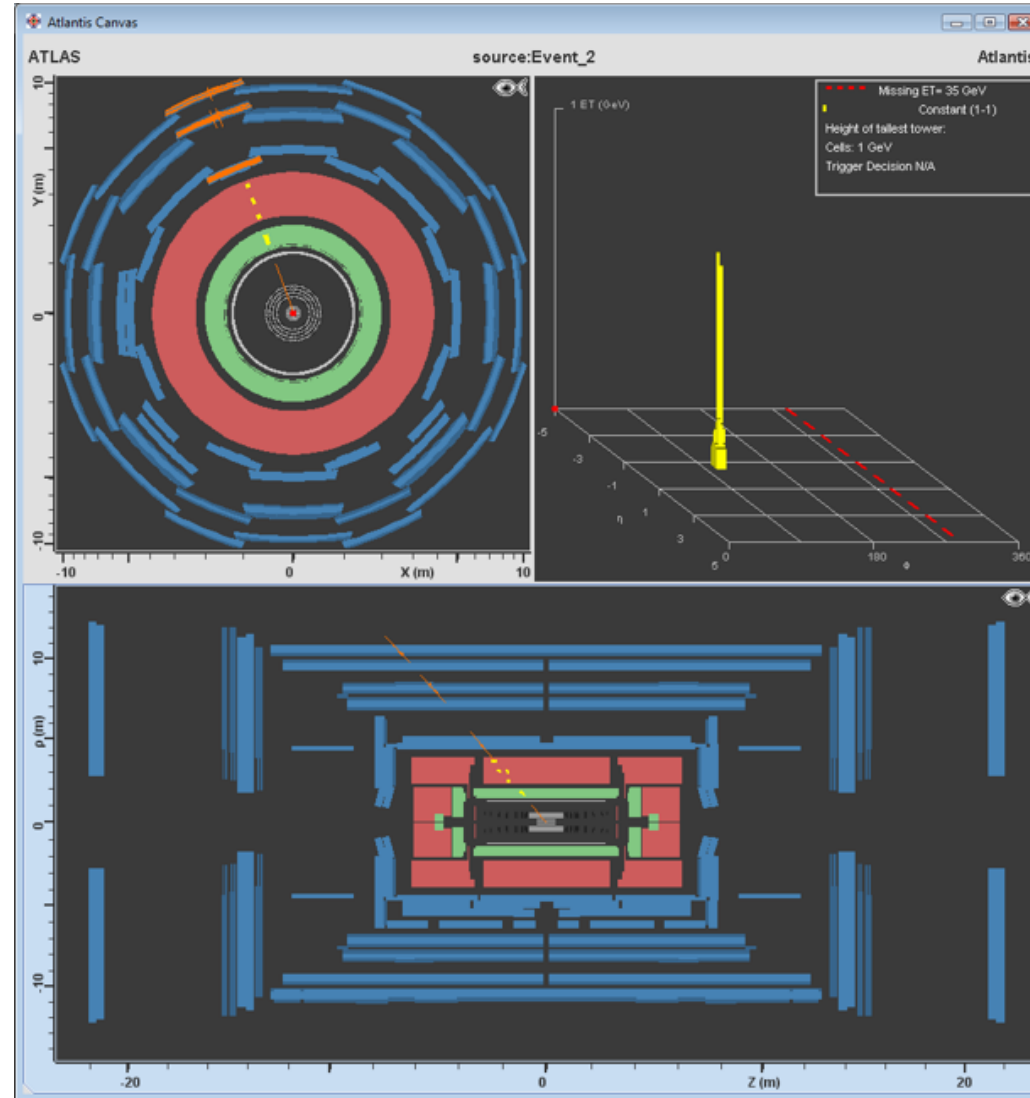 Atlantis Canvas
ATLAS
source:Event_2
Atlantis
10
Y (m)
0
-10
-10
0
X (m)
10
1 ET (GeV)
Missing ET= 35 GeV
Constant (1-1)
Height of tallest tower:
Cells: 1 GeV
Trigger Decision N/A
-5
-3
-1
η
1
3
5
0
180
Φ
360
10
ρ (m)
0
-10
-20
0
Z (m)
20